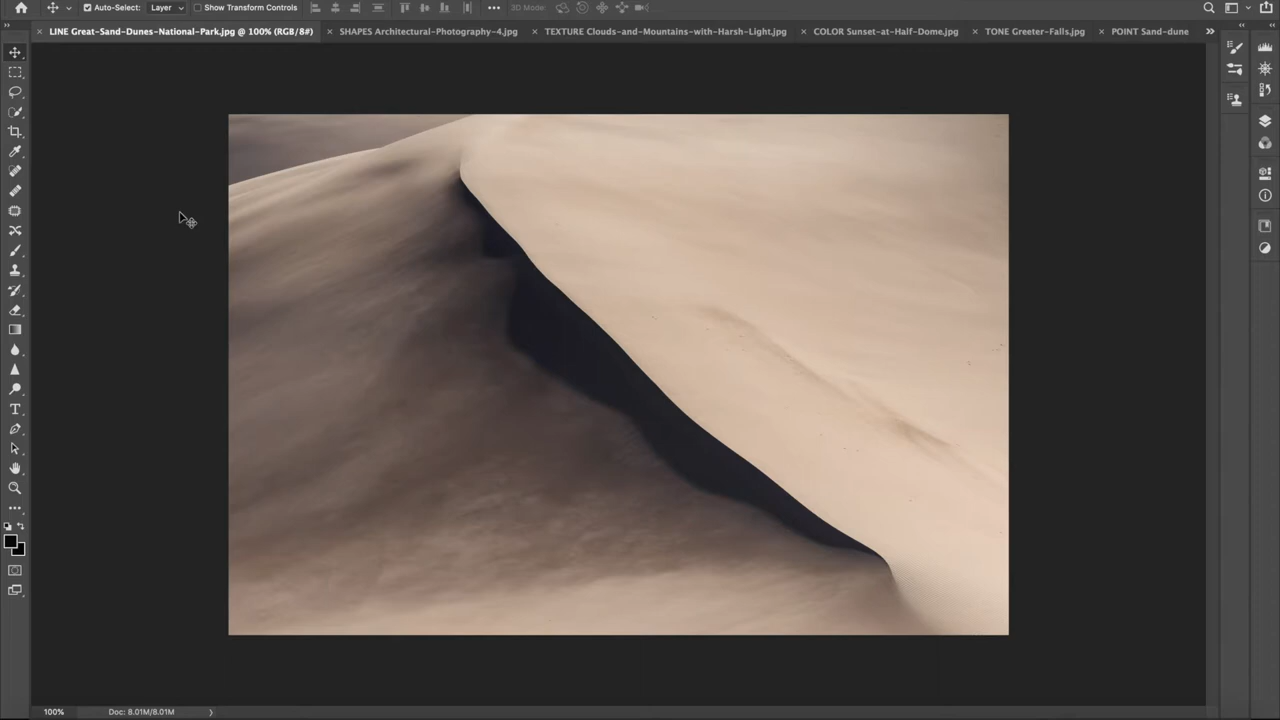 Auto-Select: Layer Show Transform Controls 3D Mode:
LINE Great-Sand-Dunes-National-Park.jpg @ 100% (RGB/8#) SHAPES Architectural-Photography-4.jpg TEXTURE Clouds-and-Mountains-with-Harsh-Light.jpg COLOR Sunset-at-Half-Dome.jpg TONE Greeter-Falls.jpg POINT Sand-dune
100% Doc: 8.01M/8.01M